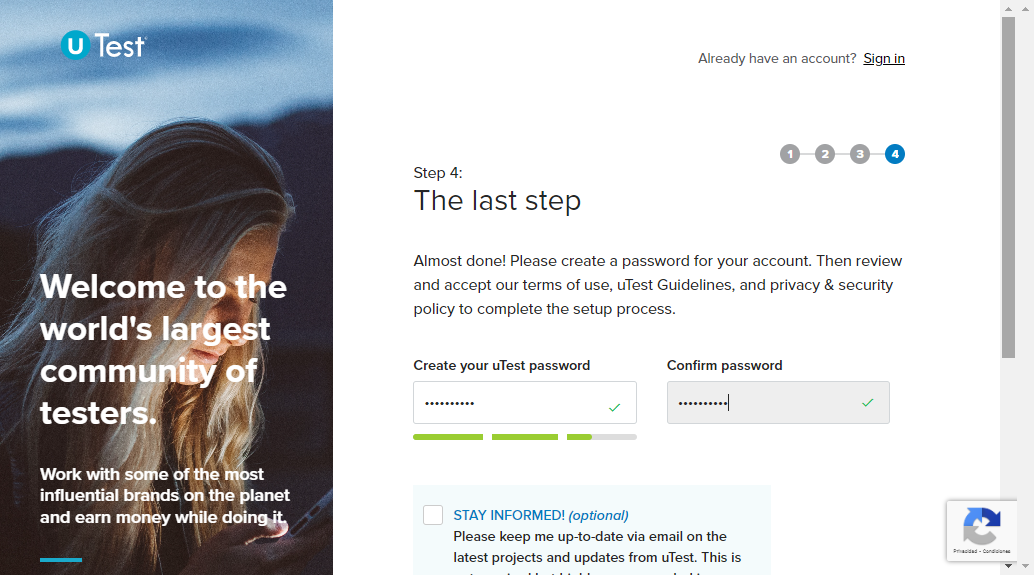 U Test
Already have an account? Sign in
1 2 3 4
Step 4:
The last step
Almost done! Please create a password for your account. Then review
and accept our terms of use, uTest Guidelines, and privacy & security
policy to complete the setup process.
Create your uTest password
Confirm password
Welcome to the
world's largest
community of
testers.
Work with some of the most
influential brands on the planet
and earn money while doing it.
STAY INFORMED! (optional)
Please keep me up-to-date via email on the
latest projects and updates from uTest. This is
Privacidad - Condiciones